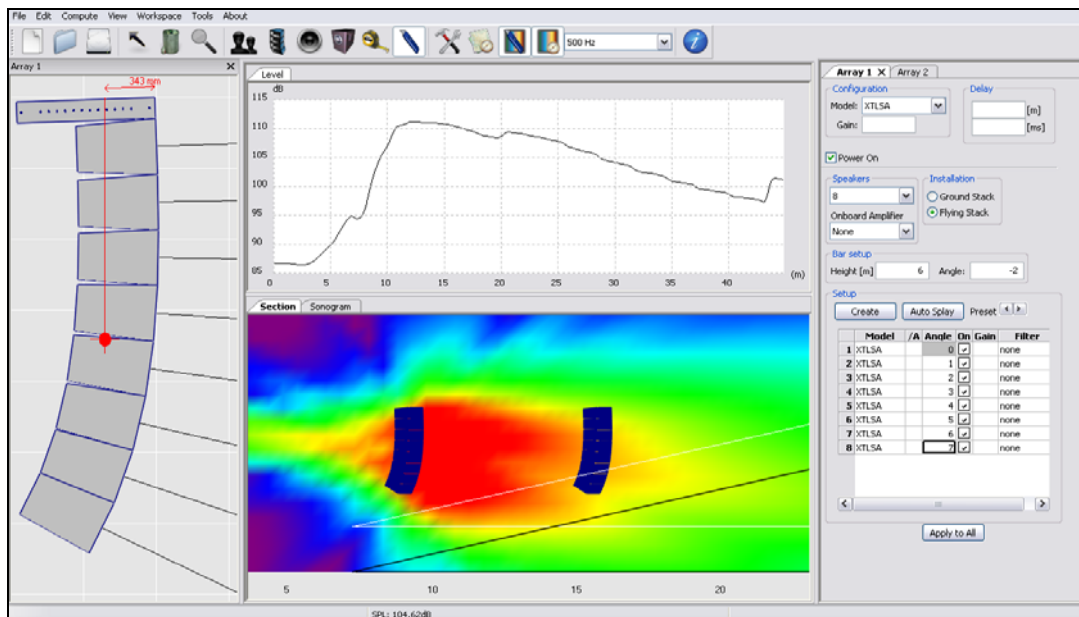 File Edit Compute View Workspace Tools About
500 Hz
Array 1 X
343 mm
Level
dB
115
110
105
100
95
90
85
0 5 10 15 20 25 30 35 40 (m)
Section Sonogram
5 10 15 20
SPL: 104.62dB
Array 1 X Array 2
Configuration
Model: XTLSA
Gain:
Delay
[m]
[ms]
Power On
Speakers
8
Onboard Amplifier
None
Installation
Ground Stack
Flying Stack
Bar setup
Height [m] 6 Angle: -2
Setup
Create Auto Splay Preset
Model /A Angle On Gain Filter
1 XTLSA 0 none
2 XTLSA 1 none
3 XTLSA 2 none
4 XTLSA 3 none
5 XTLSA 4 none
6 XTLSA 5 none
7 XTLSA 6 none
8 XTLSA 7 none
Apply to All